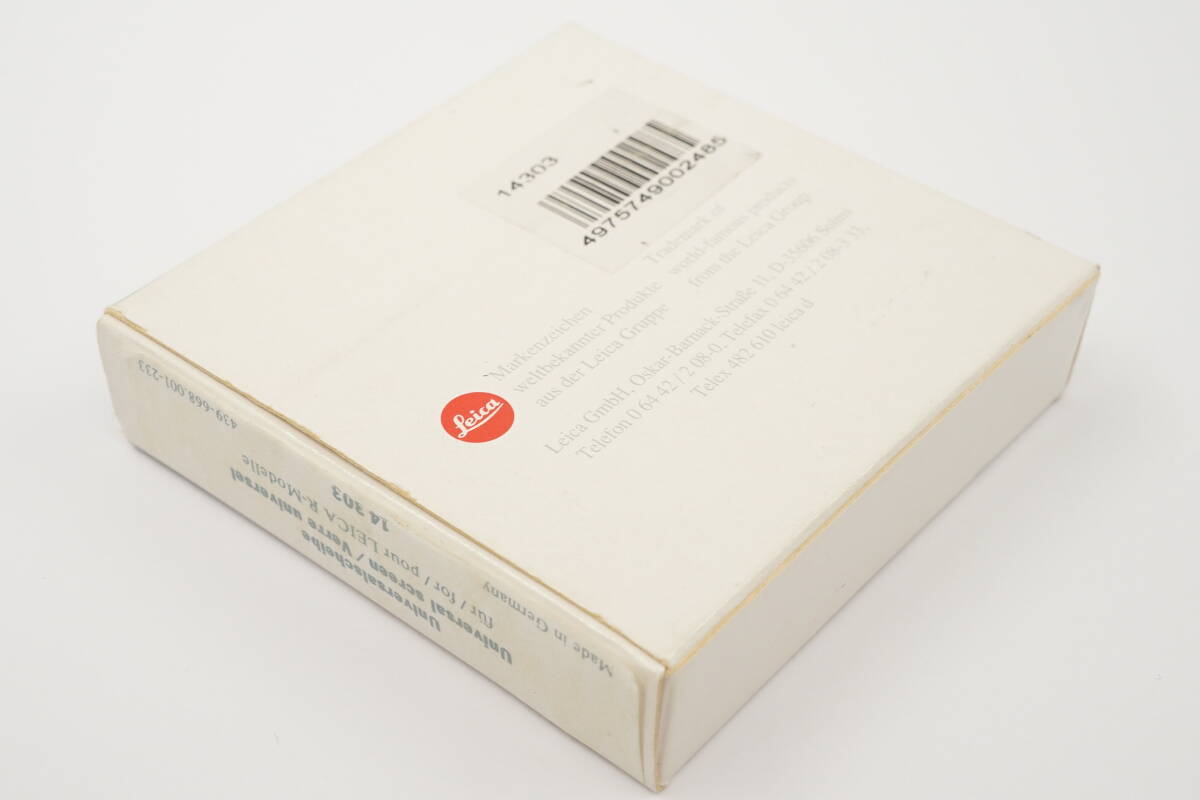 14303
4975749002485
Leica
Markenzeichen
weltbekannter Produkte
aus der Leica Gruppe
Trademark of
world-famous products
from the Leica Group
Leica GmbH, Oskar-Barnack-Straße 11, D-35606 Solms
Telefon 0 64 42 / 2 08-0, Telefax 0 64 42 / 2 08-3 33,
Telex 482 610 leica d
Universalscheibe
Universal screen / Verre universel
für / for / pour LEICA R-Modelle
14 303
Made in Germany
439-668.001-233